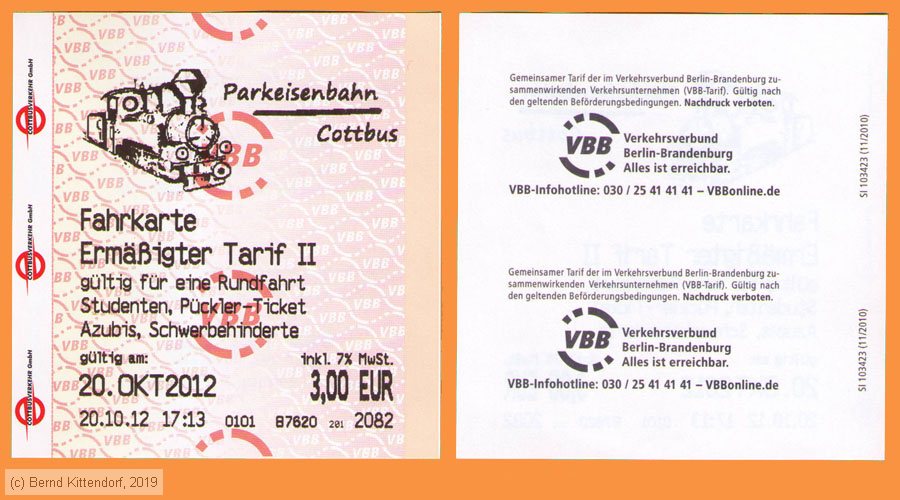 VBB
COTTBUSVERKEHR GmbH
COTTBUSVERKEHR GmbH
COTTBUSVERKEHR GmbH
Parkeisenbahn
Cottbus
VBB
Fahrkarte
Ermäßigter Tarif II
gültig für eine Rundfahrt
Studenten, Pückler-Ticket
Azubis, Schwerbehinderte
gültig am: inkl. 7% MwSt.
20.OKT2012 3,00 EUR
20.10.12 17:13 0101 87620 281 2082
Gemeinsamer Tarif der im Verkehrsverbund Berlin-Brandenburg zu-
sammenwirkenden Verkehrsunternehmen (VBB-Tarif). Gültig nach
den geltenden Beförderungsbedingungen. Nachdruck verboten.
VBB
Verkehrsverbund
Berlin-Brandenburg
Alles ist erreichbar.
VBB-Infohotline: 030 / 25 41 41 41 – VBBonline.de
SI 103423 (11/2010)
Gemeinsamer Tarif der im Verkehrsverbund Berlin-Brandenburg zu-
sammenwirkenden Verkehrsunternehmen (VBB-Tarif). Gültig nach
den geltenden Beförderungsbedingungen. Nachdruck verboten.
VBB
Verkehrsverbund
Berlin-Brandenburg
Alles ist erreichbar.
VBB-Infohotline: 030 / 25 41 41 41 – VBBonline.de
SI 103423 (11/2010)
(c) Bernd Kittendorf, 2019